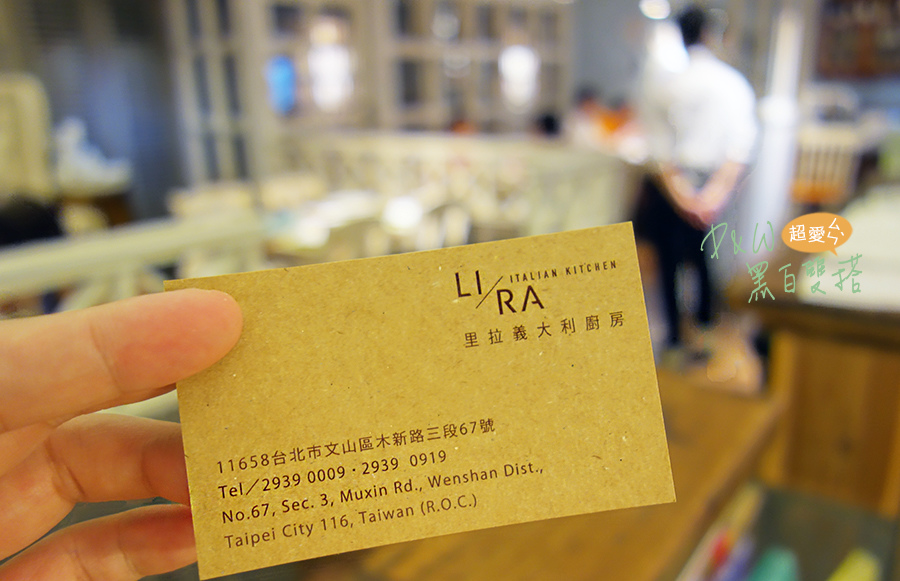 LI/RA ITALIAN KITCHEN
里拉義大利廚房
11658台北市文山區木新路三段67號
Tel／2939 0009 · 2939 0919
No.67, Sec. 3, Muxin Rd., Wenshan Dist.,
Taipei City 116, Taiwan (R.O.C.)
P&W 超愛ㄣˊ
黑白雙搭